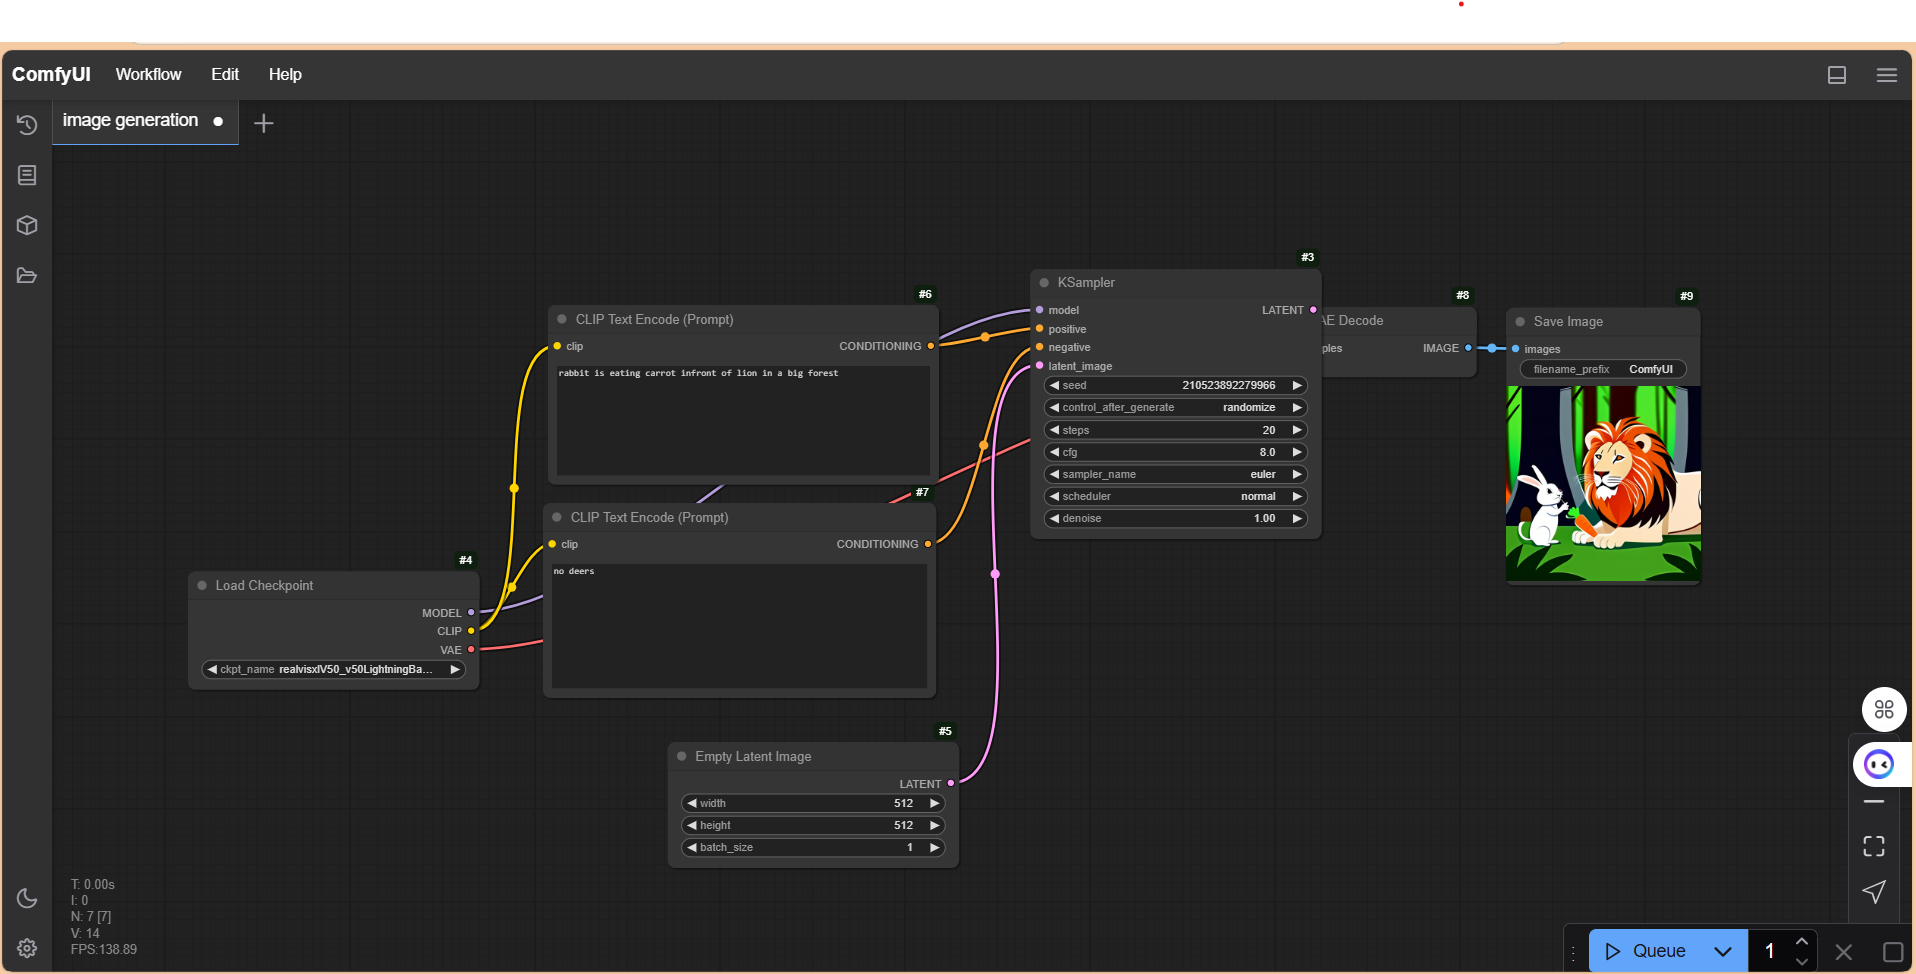 ComfyUI Workflow Edit Help
image generation
#6
CLIP Text Encode (Prompt)
clip CONDITIONING
rabbit is eating carrot infront of lion in a big forest
#7
CLIP Text Encode (Prompt)
clip CONDITIONING
no deers
#4
Load Checkpoint
MODEL
CLIP
VAE
ckpt_name realvisxlV50_v50LightningBa...
#5
Empty Latent Image
LATENT
width 512
height 512
batch_size 1
#3
KSampler
model LATENT
positive
negative
latent_image
seed 210523892279966
control_after_generate randomize
steps 20
cfg 8.0
sampler_name euler
scheduler normal
denoise 1.00
#8
AE Decode
ples IMAGE
#9
Save Image
images
filename_prefix ComfyUI
T: 0.00s
I: 0
N: 7 [7]
V: 14
FPS:138.89
Queue 1